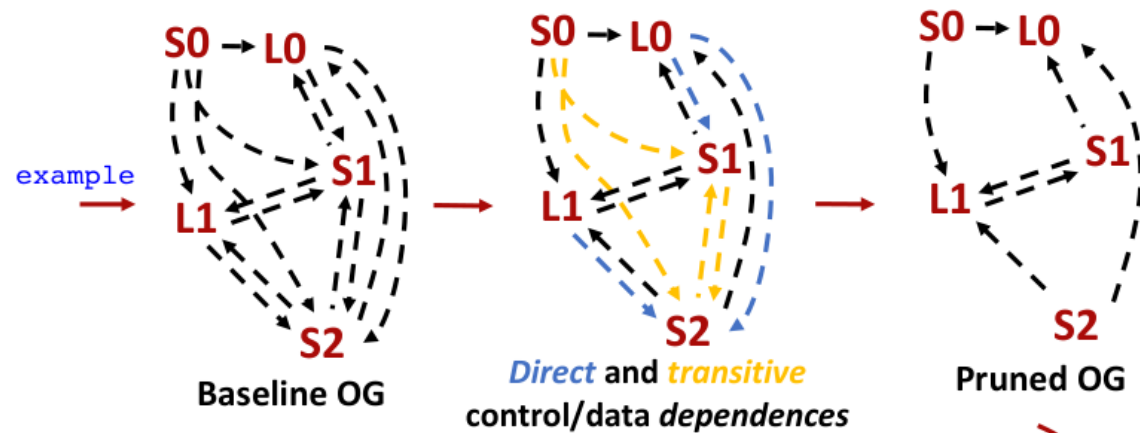 example
S0
L0
S1
L1
S2
Baseline OG
S0
L0
S1
L1
S2
Direct and transitive
control/data dependences
S0
L0
S1
L1
S2
Pruned OG